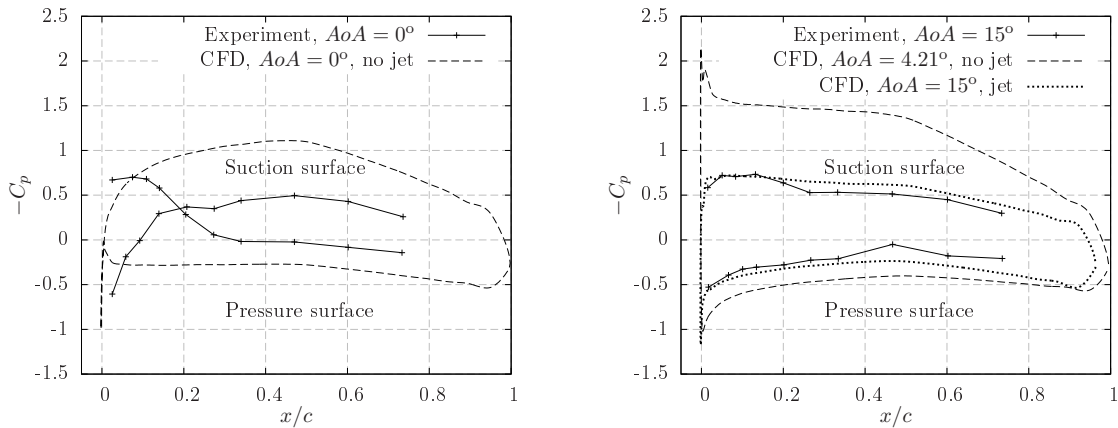 Experiment, AoA = 0°
CFD, AoA = 0°, no jet
Suction surface
Pressure surface
2.5
2
1.5
1
0.5
0
-0.5
-1
-1.5
−Cp
0 0.2 0.4 0.6 0.8 1
x/c
Experiment, AoA = 15°
CFD, AoA = 4.21°, no jet
CFD, AoA = 15°, jet
Suction surface
Pressure surface
2.5
2
1.5
1
0.5
0
-0.5
-1
-1.5
−Cp
0 0.2 0.4 0.6 0.8 1
x/c